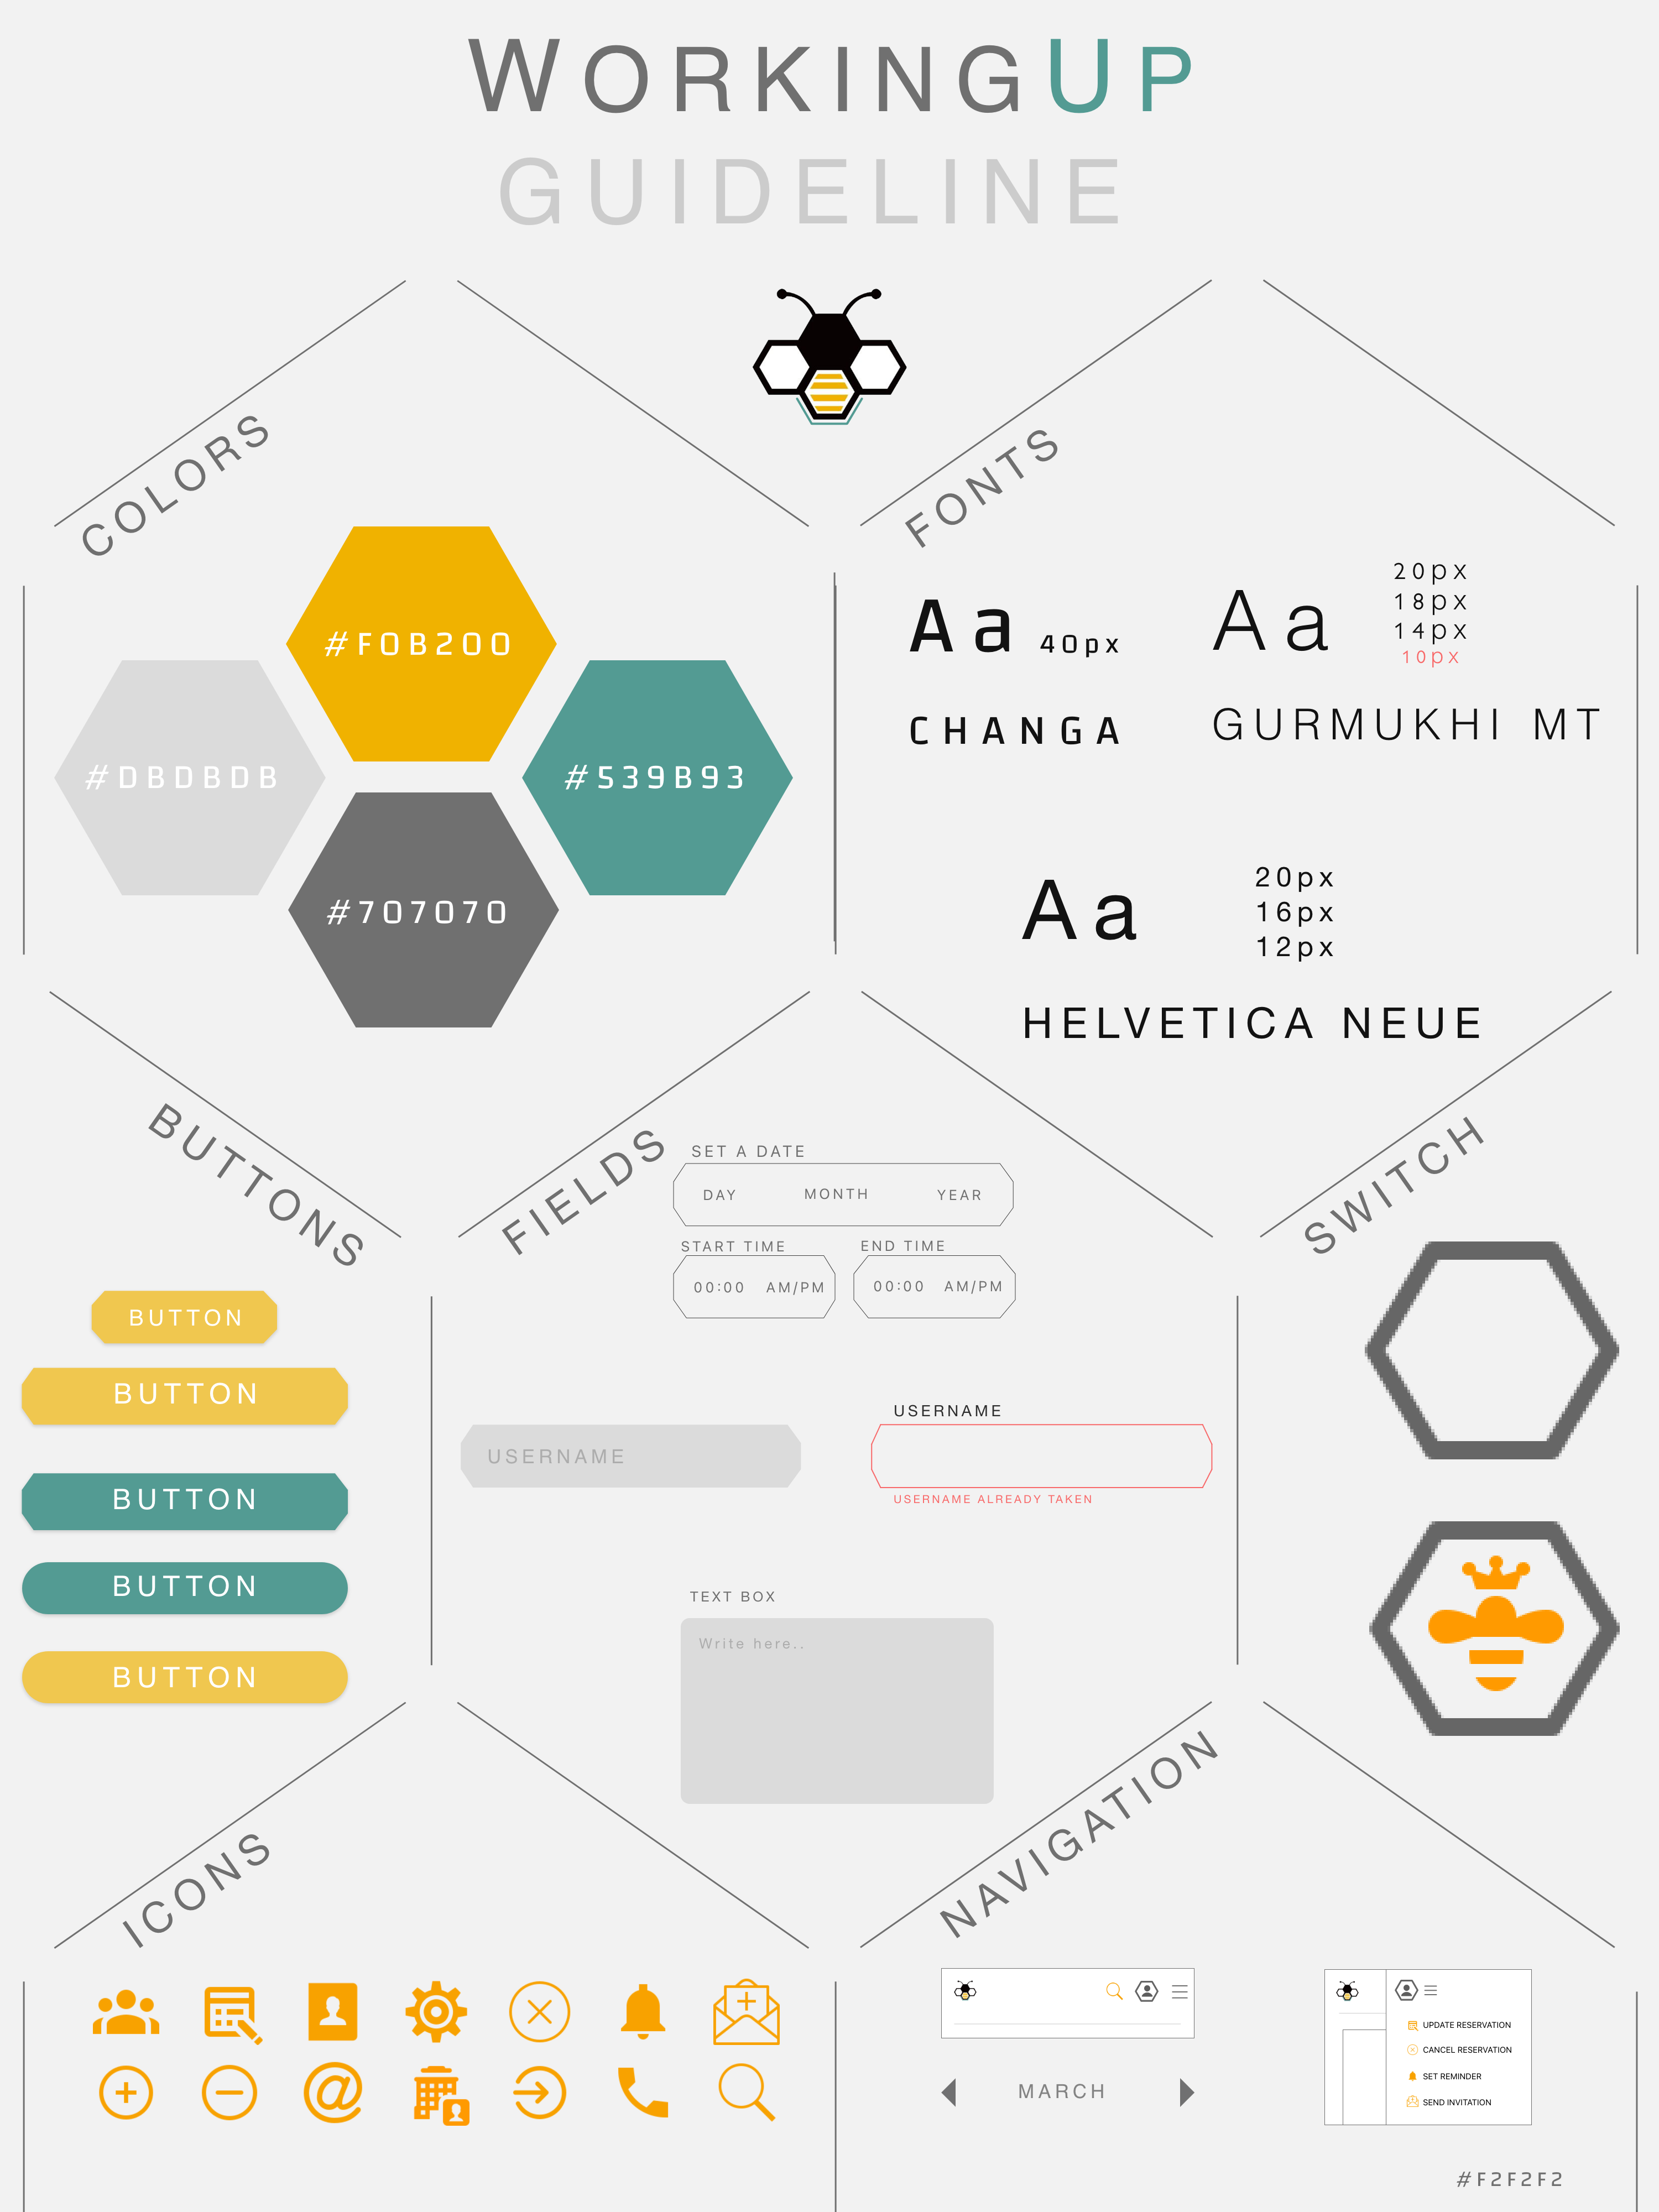 WORKINGUP
GUIDELINE
COLORS
#F0B200
#DBDBDB
#539B93
#707070
FONTS
Aa 40px
CHANGA
Aa
20px
18px
14px
10px
GURMUKHI MT
Aa
20px
16px
12px
HELVETICA NEUE
BUTTONS
BUTTON
BUTTON
BUTTON
BUTTON
BUTTON
FIELDS
SET A DATE
DAY MONTH YEAR
START TIME
00:00 AM/PM
END TIME
00:00 AM/PM
USERNAME
USERNAME
USERNAME ALREADY TAKEN
TEXT BOX
Write here..
SWITCH
ICONS
@
NAVIGATION
MARCH
UPDATE RESERVATION
CANCEL RESERVATION
SET REMINDER
SEND INVITATION
#F2F2F2